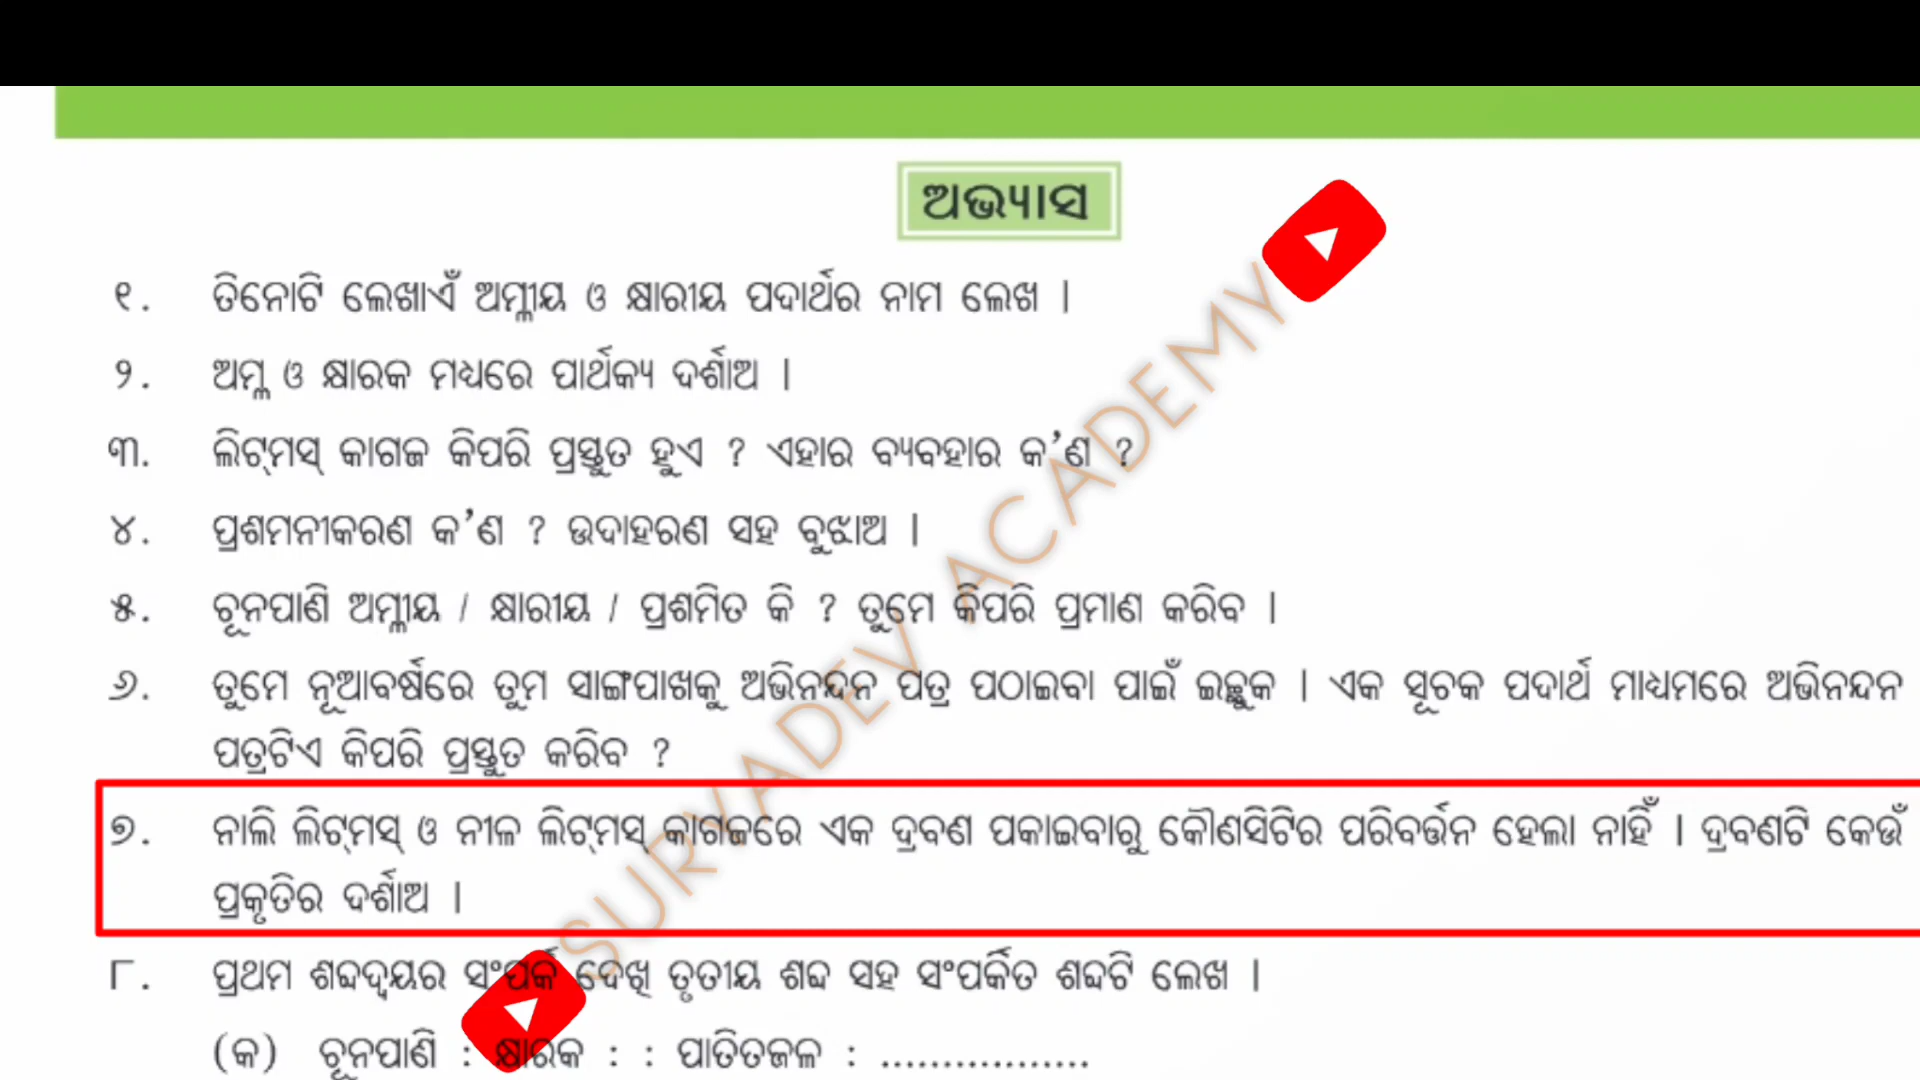 ଅଭ୍ୟାସ
୧. ତିନୋଟି ଲେଖାଏଁ ଅମ୍ଳୀୟ ଓ କ୍ଷାରୀୟ ପଦାର୍ଥର ନାମ ଲେଖ ।
୨. ଅମ୍ଳ ଓ କ୍ଷାରକ ମଧ୍ୟରେ ପାର୍ଥକ୍ୟ ଦର୍ଶାଅ ।
୩. ଲିଟ୍‌ମସ୍ କାଗଜ କିପରି ପ୍ରସ୍ତୁତ ହୁଏ ? ଏହାର ବ୍ୟବହାର କ’ଣ ?
୪. ପ୍ରଶମନୀକରଣ କ’ଣ ? ଉଦାହରଣ ସହ ବୁଝାଅ ।
୫. ଚୂନପାଣି ଅମ୍ଳୀୟ / କ୍ଷାରୀୟ / ପ୍ରଶମିତ କି ? ତୁମେ କିପରି ପ୍ରମାଣ କରିବ ।
୬. ତୁମେ ନୂଆବର୍ଷରେ ତୁମ ସାଙ୍ଗପାଖକୁ ଅଭିନନ୍ଦନ ପତ୍ର ପଠାଇବା ପାଇଁ ଇଚ୍ଛୁକ । ଏକ ସୂଚକ ପଦାର୍ଥ ମାଧ୍ୟମରେ ଅଭିନନ୍ଦନ
ପତ୍ରଟିଏ କିପରି ପ୍ରସ୍ତୁତ କରିବ ?
୭. ନାଲି ଲିଟ୍‌ମସ୍ ଓ ନୀଳ ଲିଟ୍‌ମସ୍ କାଗଜରେ ଏକ ଦ୍ରବଣ ପକାଇବାରୁ କୌଣସିଟିର ପରିବର୍ତ୍ତନ ହେଲା ନାହିଁ । ଦ୍ରବଣଟି କେଉଁ
ପ୍ରକୃତିର ଦର୍ଶାଅ ।
୮. ପ୍ରଥମ ଶବ୍ଦଦ୍ୱୟର ସଂପର୍କ ଦେଖି ତୃତୀୟ ଶବ୍ଦ ସହ ସଂପର୍କିତ ଶବ୍ଦଟି ଲେଖ ।
(କ) ଚୂନପାଣି : କ୍ଷାରକ : : ପାତିତଜଳ : .................
SURYADEV ACADEMY